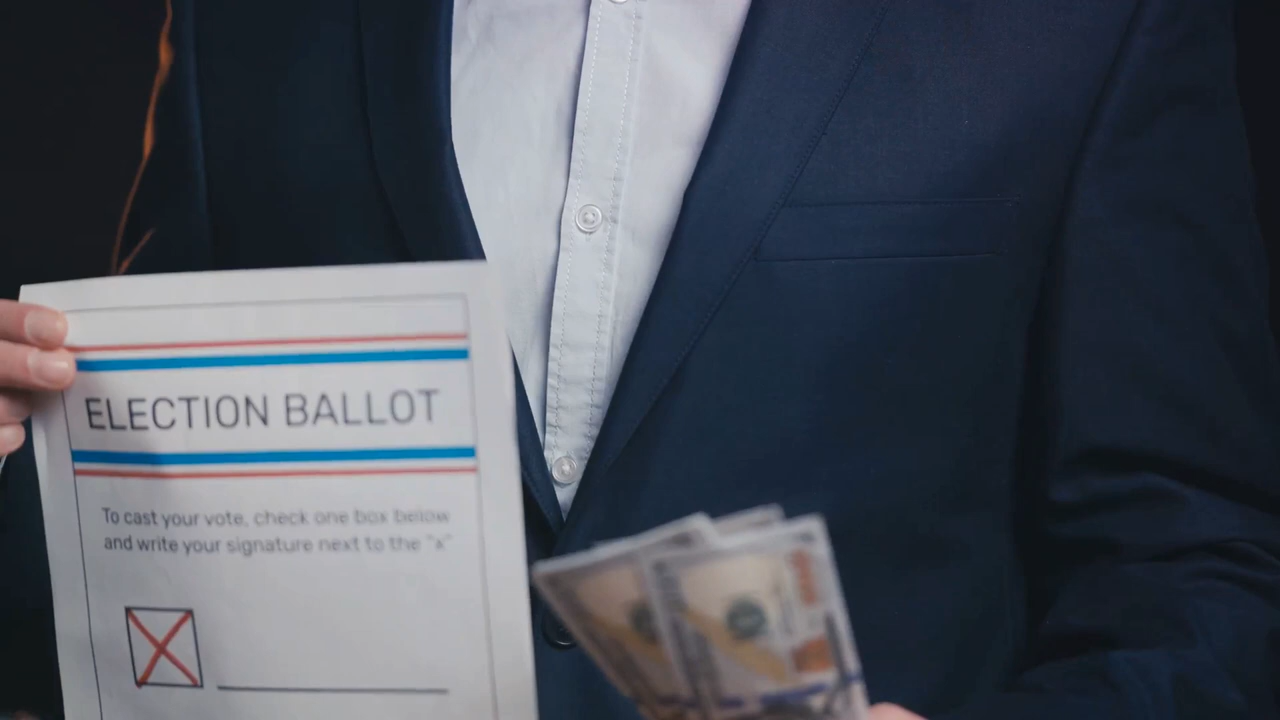 ELECTION BALLOT
To cast your vote, check one box below
and write your signature next to the "x"